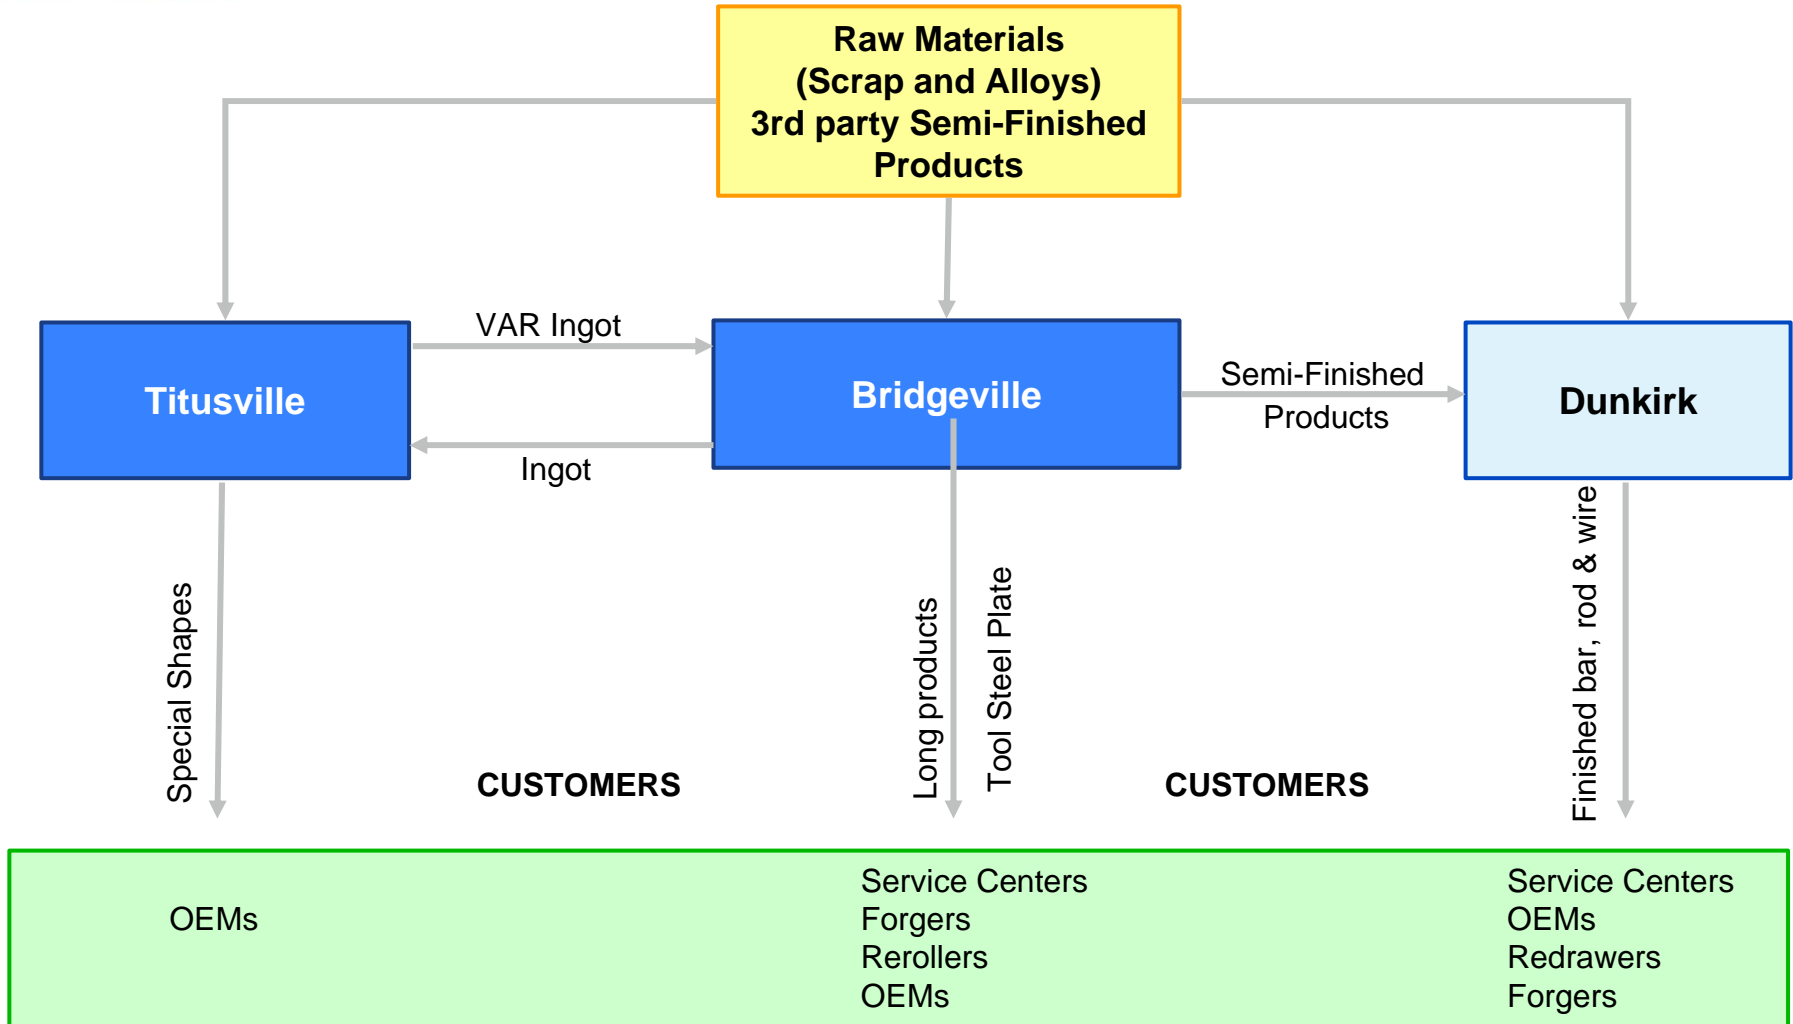 Raw Materials
(Scrap and Alloys)
3rd party Semi-Finished
Products
VAR Ingot
Titusville
Bridgeville
Semi-Finished
Products
Dunkirk
Ingot
Special Shapes
Long products
Tool Steel Plate
Finished bar, rod & wire
CUSTOMERS
CUSTOMERS
OEMs
Service Centers
Forgers
Rerollers
OEMs
Service Centers
OEMs
Redrawers
Forgers